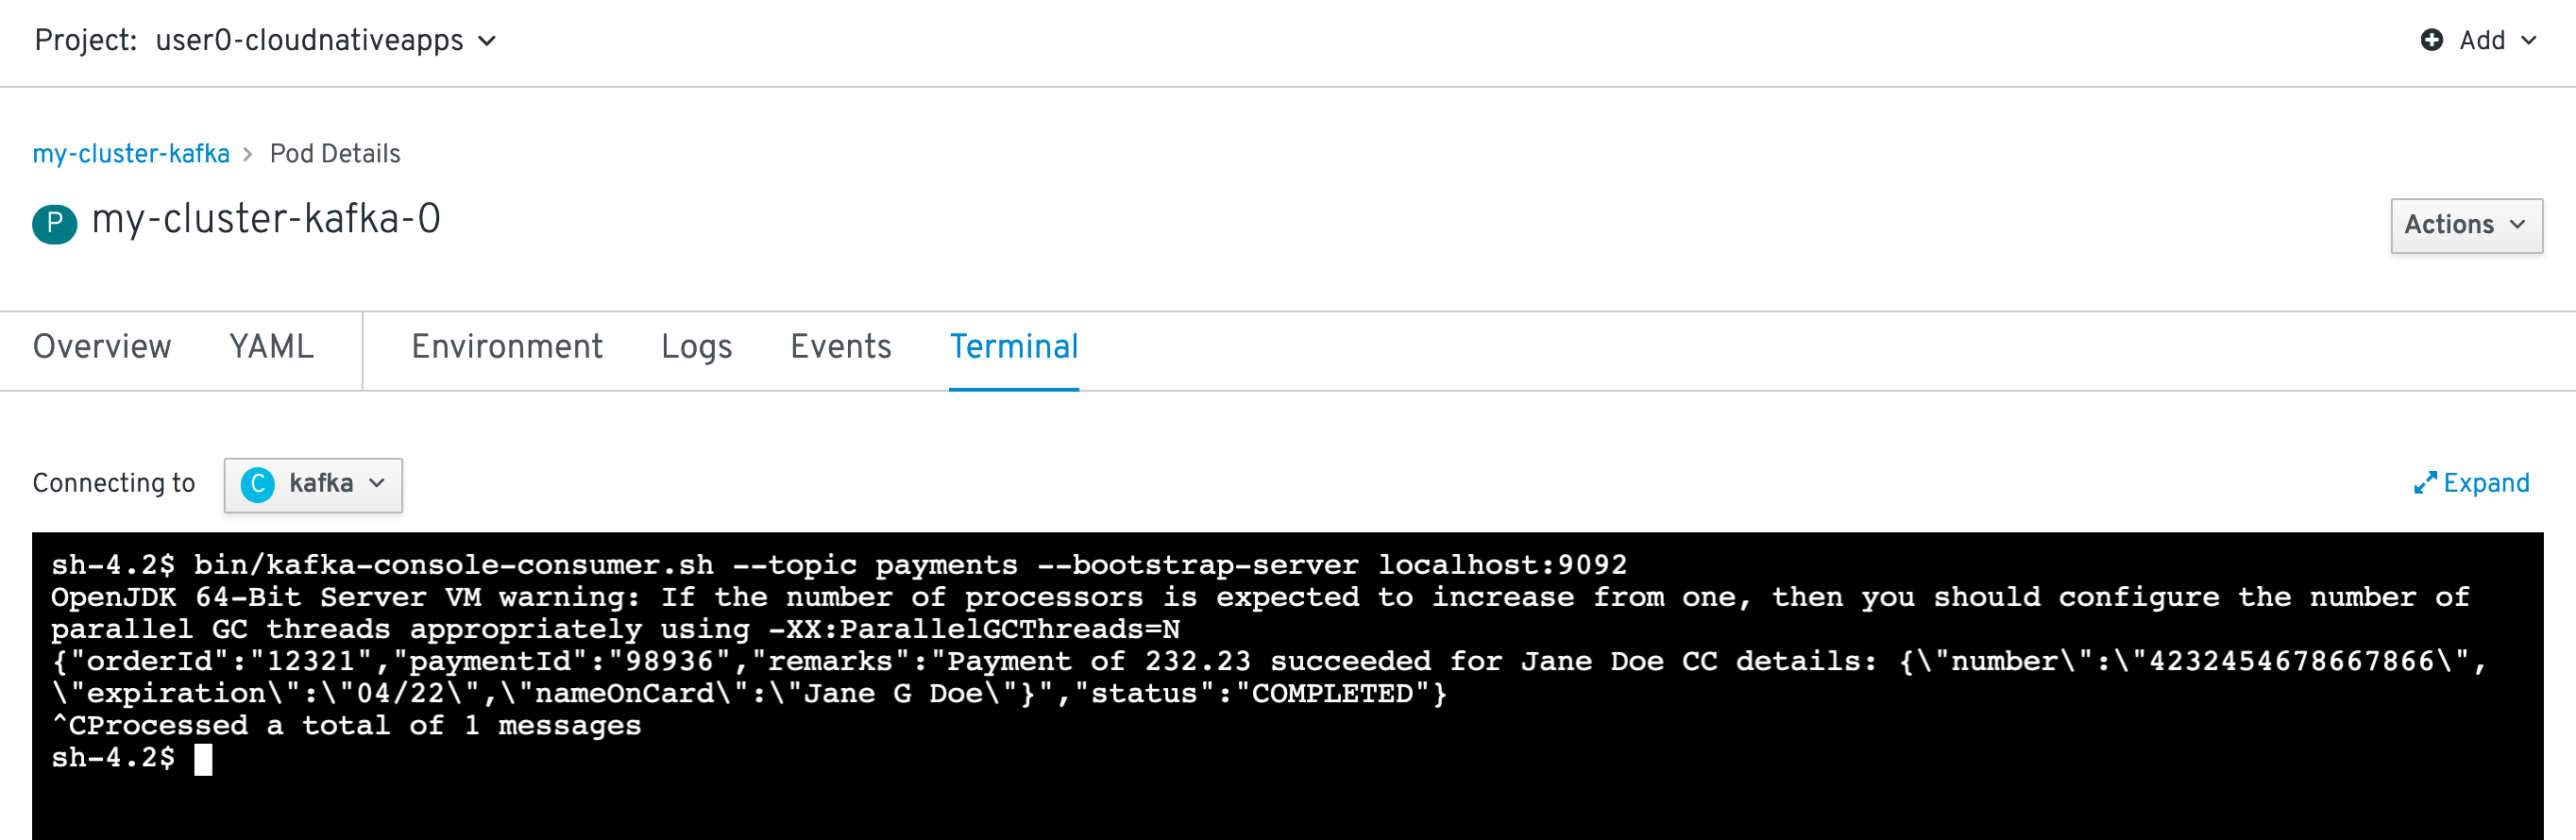 Project: user0-cloudnativeapps
Add
my-cluster-kafka > Pod Details
P my-cluster-kafka-0
Actions
Overview YAML Environment Logs Events Terminal
Connecting to C kafka
Expand
sh-4.2$ bin/kafka-console-consumer.sh --topic payments --bootstrap-server localhost:9092
OpenJDK 64-Bit Server VM warning: If the number of processors is expected to increase from one, then you should configure the number of
parallel GC threads appropriately using -XX:ParallelGCThreads=N
{"orderId":"12321","paymentId":"98936","remarks":"Payment of 232.23 succeeded for Jane Doe CC details: {\"number\":\"4232454678667866\",
\"expiration\":\"04/22\",\"nameOnCard\":\"Jane G Doe\"}","status":"COMPLETED"}
^CProcessed a total of 1 messages
sh-4.2$